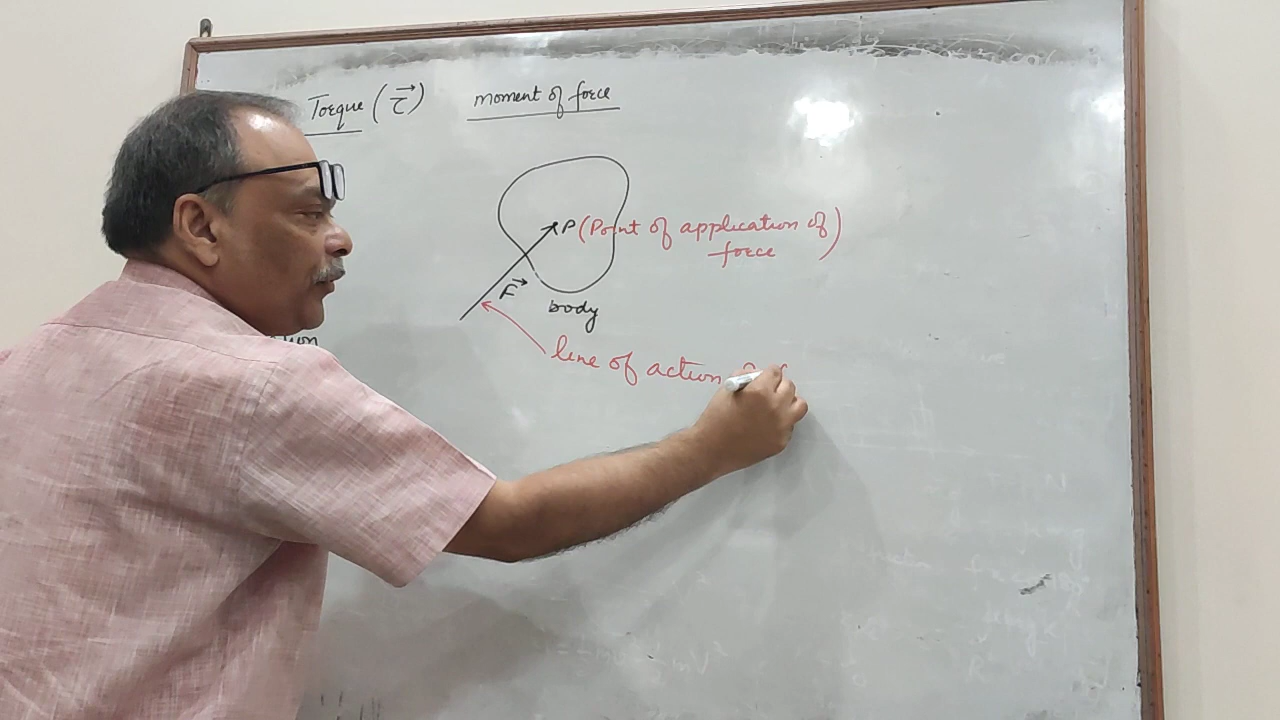 Torque (τ⃗) moment of force
P (Point of application of
force)
F⃗
body
line of action